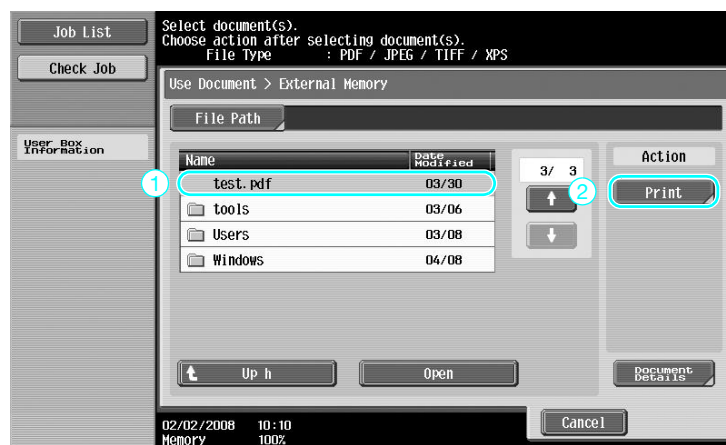 Job List
Check Job
User Box
Information
Select document(s).
Choose action after selecting document(s).
File Type : PDF / JPEG / TIFF / XPS
Use Document > External Memory
File Path
Name Date Modified
1 test.pdf 03/30
tools 03/06
Users 03/08
Windows 04/08
3/ 3
Action
2 Print
Up h
Open
Document
Details
02/02/2008 10:10
Memory 100%
Cancel